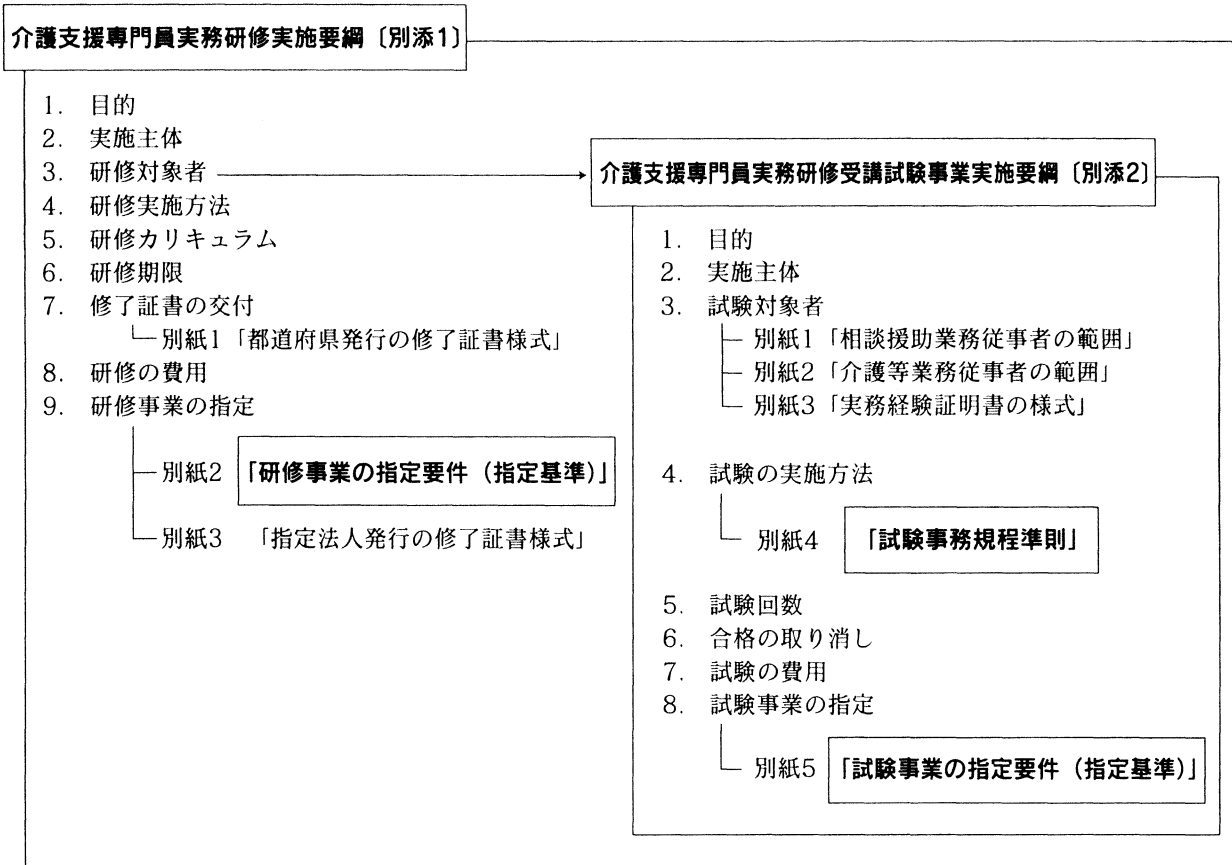 介護支援専門員実務研修実施要綱〔別添1〕
1. 目的
2. 実施主体
3. 研修対象者
4. 研修実施方法
5. 研修カリキュラム
6. 研修期限
7. 修了証書の交付
別紙1「都道府県発行の修了証書様式」
8. 研修の費用
9. 研修事業の指定
別紙2 「研修事業の指定要件（指定基準）」
別紙3 「指定法人発行の修了証書様式」
介護支援専門員実務研修受講試験事業実施要綱〔別添2〕
1. 目的
2. 実施主体
3. 試験対象者
別紙1「相談援助業務従事者の範囲」
別紙2「介護等業務従事者の範囲」
別紙3「実務経験証明書の様式」
4. 試験の実施方法
別紙4 「試験事務規程準則」
5. 試験回数
6. 合格の取り消し
7. 試験の費用
8. 試験事業の指定
別紙5 「試験事業の指定要件（指定基準）」